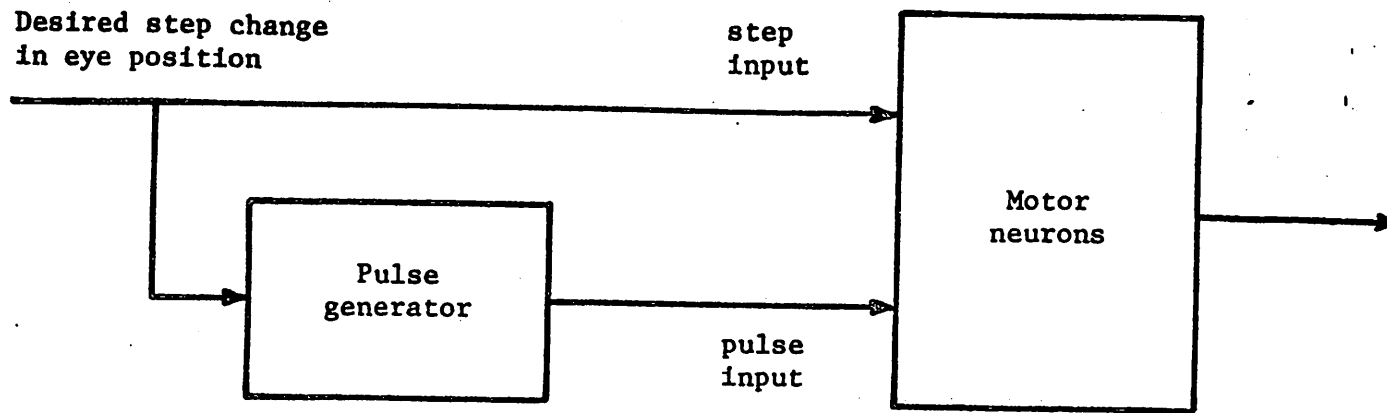 Desired step change
in eye position
step
input
Motor
neurons
Pulse
generator
pulse
input